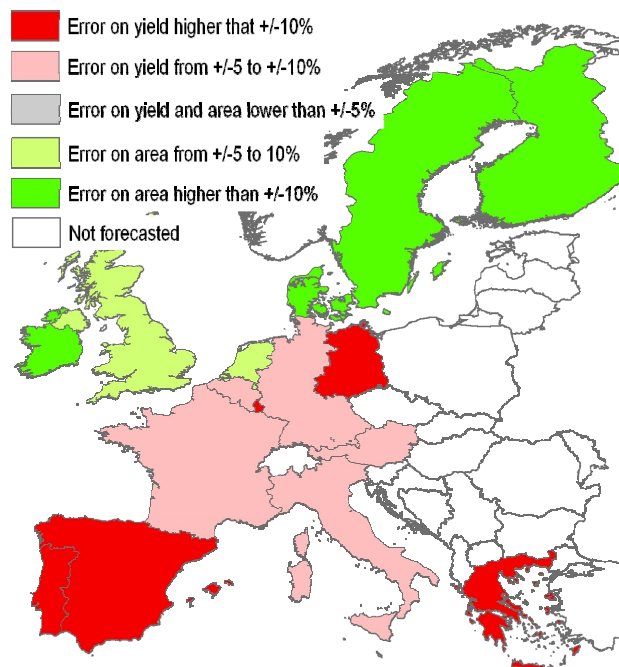 Error on yield higher that +/-10%
Error on yield from +/-5 to +/-10%
Error on yield and area lower than +/-5%
Error on area from +/-5 to 10%
Error on area higher than +/-10%
Not forecasted